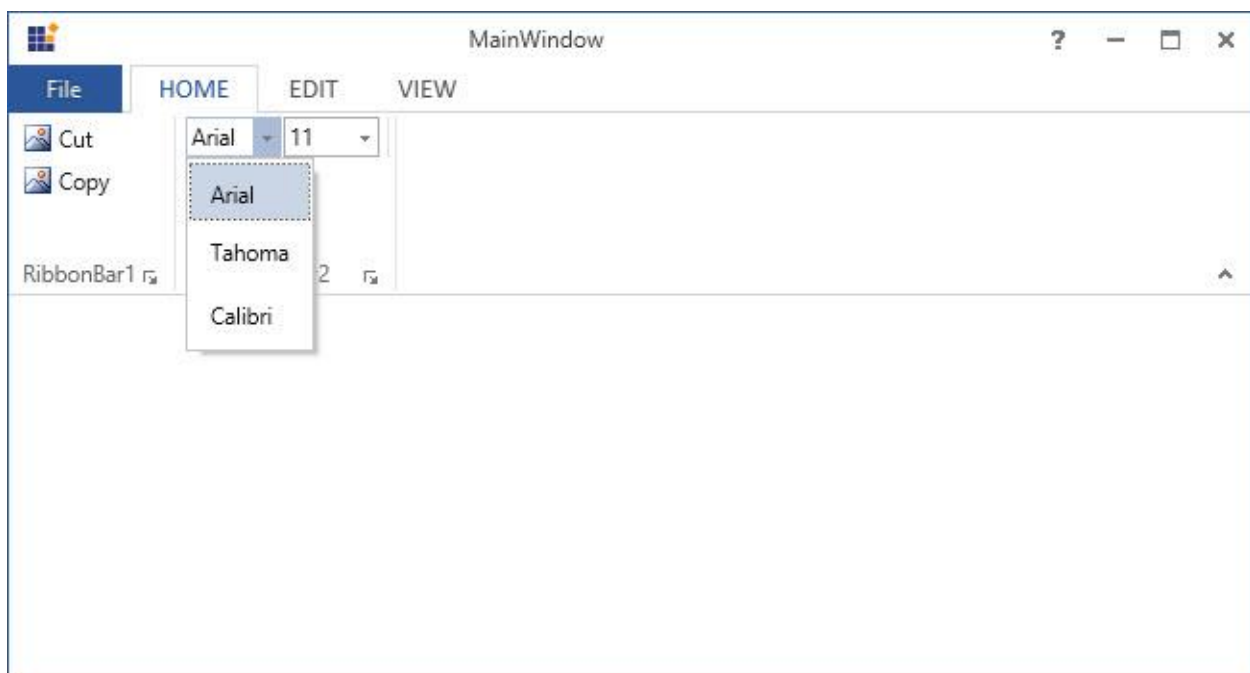 MainWindow ?
File HOME EDIT VIEW
Cut Arial 11
Copy
Arial
Tahoma
RibbonBar1 2
Calibri